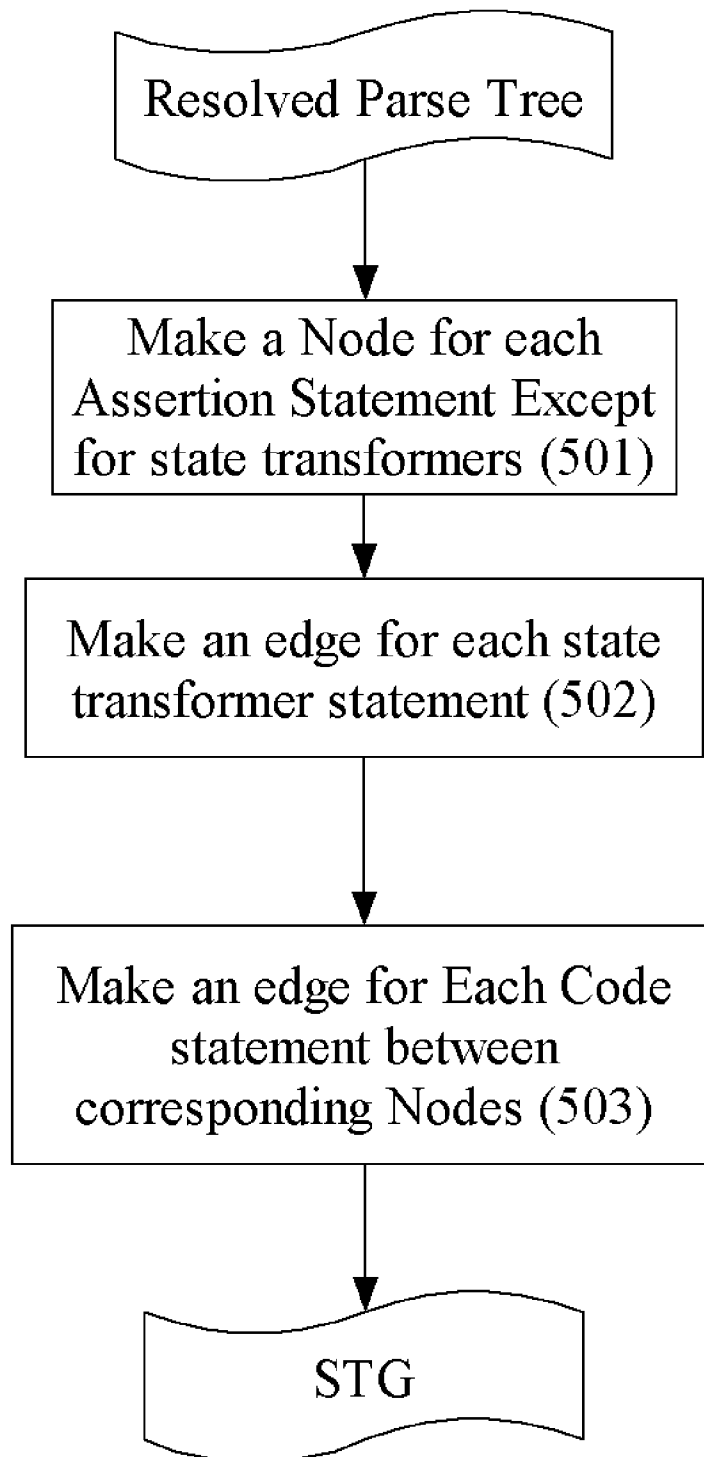 Resolved Parse Tree
Make a Node for each
Assertion Statement Except
for state transformers (501)
Make an edge for each state
transformer statement (502)
Make an edge for Each Code
statement between
corresponding Nodes (503)
STG